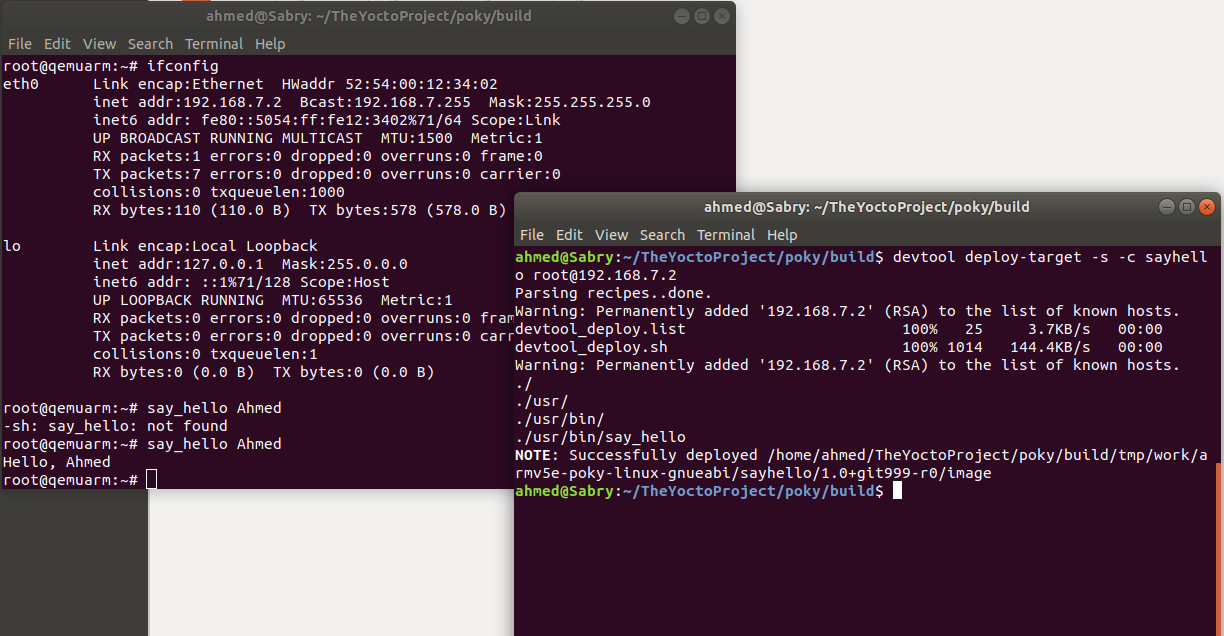 ahmed@Sabry: ~/TheYoctoProject/poky/build
File Edit View Search Terminal Help
root@qemuarm:~# ifconfig
eth0      Link encap:Ethernet  HWaddr 52:54:00:12:34:02
          inet addr:192.168.7.2  Bcast:192.168.7.255  Mask:255.255.255.0
          inet6 addr: fe80::5054:ff:fe12:3402%71/64 Scope:Link
          UP BROADCAST RUNNING MULTICAST  MTU:1500  Metric:1
          RX packets:1 errors:0 dropped:0 overruns:0 frame:0
          TX packets:7 errors:0 dropped:0 overruns:0 carrier:0
          collisions:0 txqueuelen:1000
          RX bytes:110 (110.0 B)  TX bytes:578 (578.0 B)
lo        Link encap:Local Loopback
          inet addr:127.0.0.1  Mask:255.0.0.0
          inet6 addr: ::1%71/128 Scope:Host
          UP LOOPBACK RUNNING  MTU:65536  Metric:1
          RX packets:0 errors:0 dropped:0 overruns:0 fram
          TX packets:0 errors:0 dropped:0 overruns:0 carr
          collisions:0 txqueuelen:1
          RX bytes:0 (0.0 B)  TX bytes:0 (0.0 B)
root@qemuarm:~# say_hello Ahmed
-sh: say_hello: not found
root@qemuarm:~# say_hello Ahmed
Hello, Ahmed
root@qemuarm:~#
ahmed@Sabry: ~/TheYoctoProject/poky/build
File Edit View Search Terminal Help
ahmed@Sabry:~/TheYoctoProject/poky/build$ devtool deploy-target -s -c sayhell
o root@192.168.7.2
Parsing recipes..done.
Warning: Permanently added '192.168.7.2' (RSA) to the list of known hosts.
devtool_deploy.list                        100%   25     3.7KB/s   00:00
devtool_deploy.sh                          100% 1014   144.4KB/s   00:00
Warning: Permanently added '192.168.7.2' (RSA) to the list of known hosts.
./
./usr/
./usr/bin/
./usr/bin/say_hello
NOTE: Successfully deployed /home/ahmed/TheYoctoProject/poky/build/tmp/work/a
rmv5e-poky-linux-gnueabi/sayhello/1.0+git999-r0/image
ahmed@Sabry:~/TheYoctoProject/poky/build$